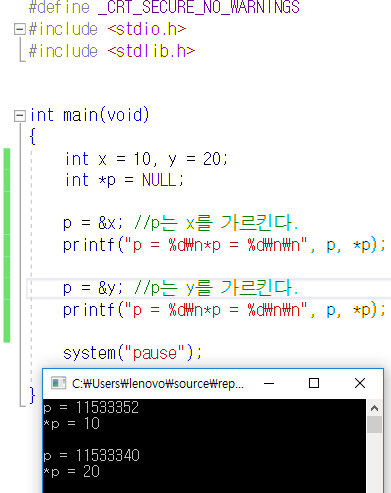 #define _CRT_SECURE_NO_WARNINGS
#include <stdio.h>
#include <stdlib.h>
int main(void)
{
int x = 10, y = 20;
int *p = NULL;
p = &x; //p는 x를 가르킨다.
printf("p = %d₩n*p = %d₩n₩n", p, *p);
p = &y; //p는 y를 가르킨다.
printf("p = %d₩n*p = %d₩n₩n", p, *p);
system("pause");
}
C:₩Users₩lenovo₩source₩rep...
p = 11533352
*p = 10
p = 11533340
*p = 20